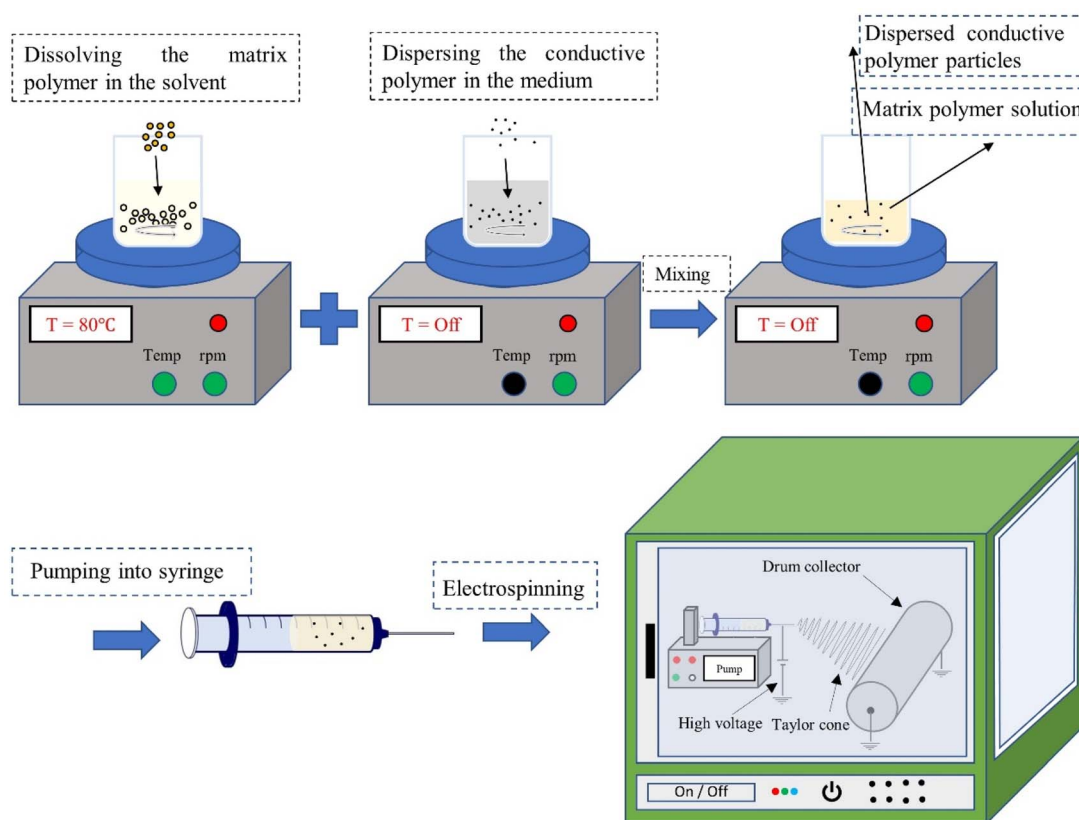 Dissolving the matrix
polymer in the solvent
Dispersing the conductive
polymer in the medium
Dispersed conductive
polymer particles
Matrix polymer solution
T = 80℃
Temp rpm
T = Off
Temp rpm
Mixing
T = Off
Temp rpm
Pumping into syringe
Electrospinning
Drum collector
Pump
High voltage
Taylor cone
On / Off